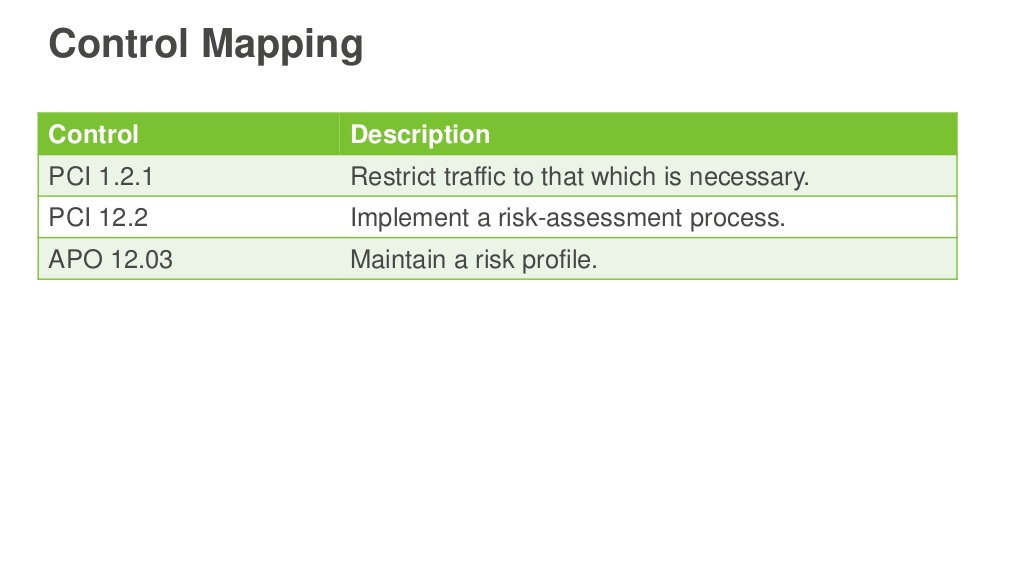 Control Mapping
Control Description
PCI 1.2.1 Restrict traffic to that which is necessary.
PCI 12.2 Implement a risk-assessment process.
APO 12.03 Maintain a risk profile.